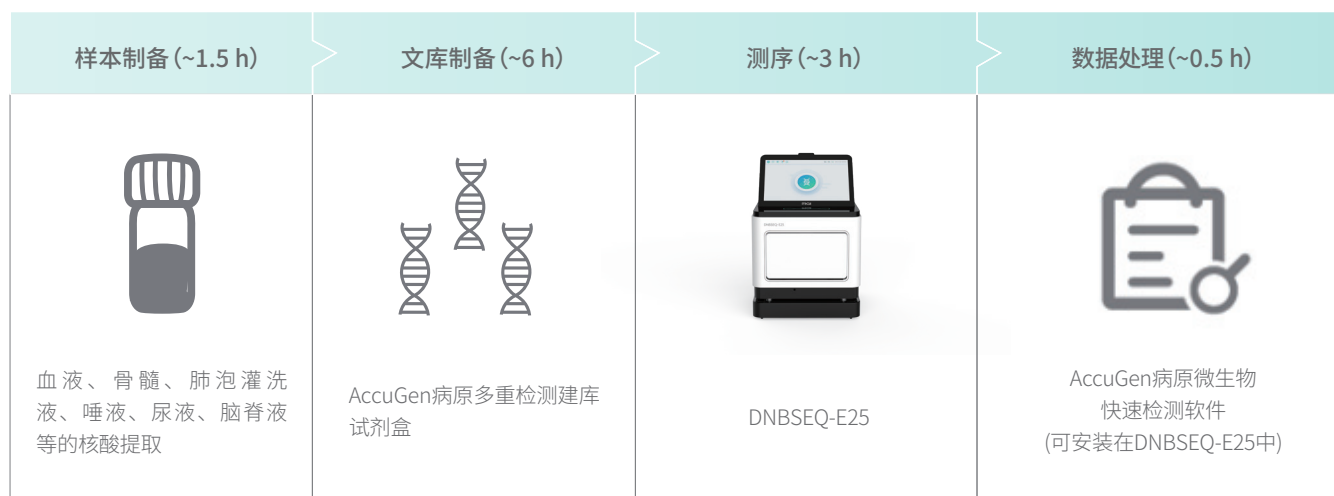 样本制备(~1.5 h)
文库制备(~6 h)
测序(~3 h)
数据处理(~0.5 h)
血液、骨髓、肺泡灌洗
液、唾液、尿液、脑脊液
等的核酸提取
AccuGen病原多重检测建库
试剂盒
DNBSEQ-E25
AccuGen病原微生物
快速检测软件
(可安装在DNBSEQ-E25中)